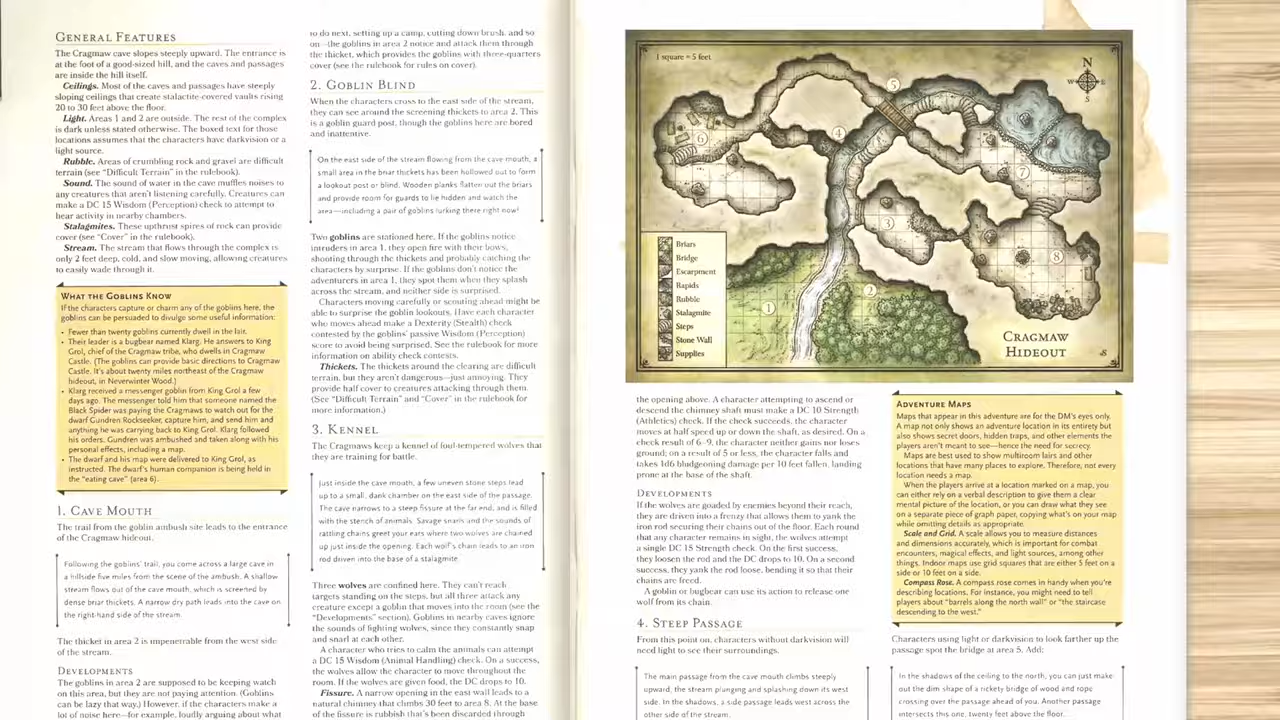 GENERAL FEATURES
The Cragmaw cave slopes steeply upward. The entrance is
at the foot of a good-sized hill, and the caves and passages
are inside the hill itself.
Ceilings. Most of the caves and passages have steeply
sloping ceilings that create stalactite-covered vaults rising
20 to 30 feet above the floor.
Light. Areas 1 and 2 are outside. The rest of the complex
is dark unless stated otherwise. The boxed text for those
locations assumes that the characters have darkvision or a
light source.
Rubble. Areas of crumbling rock and gravel are difficult
terrain (see "Difficult Terrain" in the rulebook).
Sound. The sound of water in the cave muffles noises to
any creatures that aren't listening carefully. Creatures can
make a DC 15 Wisdom (Perception) check to attempt to
hear activity in nearby chambers.
Stalagmites. These upthrust spires of rock can provide
cover (see "Cover" in the rulebook).
Stream. The stream that flows through the complex is
only 2 feet deep, cold, and slow moving, allowing creatures
to easily wade through it.
WHAT THE GOBLINS KNOW
If the characters capture or charm any of the goblins here, the
goblins can be persuaded to divulge some useful information:
• Fewer than twenty goblins currently dwell in the lair.
• Their leader is a bugbear named Klarg. He answers to King
Grol, chief of the Cragmaw tribe, who dwells in Cragmaw
Castle. (The goblins can provide basic directions to Cragmaw
Castle. It's about twenty miles northeast of the Cragmaw
hideout, in Neverwinter Wood.)
• Klarg received a messenger goblin from King Grol a few
days ago. The messenger told him that someone named the
Black Spider was paying the Cragmaws to watch out for the
dwarf Gundren Rockseeker, capture him, and send him and
anything he was carrying back to King Grol. Klarg followed
his orders. Gundren was ambushed and taken along with his
personal effects, including a map.
• The dwarf and his map were delivered to King Grol, as
instructed. The dwarf's human companion is being held in
the "eating cave" (area 6).
1. CAVE MOUTH
The trail from the goblin ambush site leads to the entrance
of the Cragmaw hideout.
Following the goblins' trail, you come across a large cave in
a hillside five miles from the scene of the ambush. A shallow
stream flows out of the cave mouth, which is screened by
dense briar thickets. A narrow dry path leads into the cave on
the right-hand side of the stream.
The thicket in area 2 is impenetrable from the west side
of the stream.
DEVELOPMENTS
The goblins in area 2 are supposed to be keeping watch
on this area, but they are not paying attention. (Goblins
can be lazy that way.) However, if the characters make a
lot of noise here—for example, loudly arguing about what
to do next, setting up a camp, cutting down brush, and so
on—the goblins in area 2 notice and attack them through
the thicket, which provides the goblins with three-quarters
cover (see the rulebook for rules on cover).
2. GOBLIN BLIND
When the characters cross to the east side of the stream,
they can see around the screening thickets to area 2. This
is a goblin guard post, though the goblins here are bored
and inattentive.
On the east side of the stream flowing from the cave mouth, a
small area in the briar thickets has been hollowed out to form
a lookout post or blind. Wooden planks flatten out the briars
and provide room for guards to lie hidden and watch the
area—including a pair of goblins lurking there right now!
Two goblins are stationed here. If the goblins notice
intruders in area 1, they open fire with their bows,
shooting through the thickets and probably catching the
characters by surprise. If the goblins don't notice the
adventurers in area 1, they spot them when they splash
across the stream, and neither side is surprised.
Characters moving carefully or scouting ahead might be
able to surprise the goblin lookouts. Have each character
who moves ahead make a Dexterity (Stealth) check
contested by the goblins' passive Wisdom (Perception)
score to avoid being surprised. See the rulebook for more
information on ability check contests.
Thickets. The thickets around the clearing are difficult
terrain, but they aren't dangerous—just annoying. They
provide half cover to creatures attacking through them.
(See "Difficult Terrain" and "Cover" in the rulebook for
more information.)
3. KENNEL
The Cragmaws keep a kennel of foul-tempered wolves that
they are training for battle.
Just inside the cave mouth, a few uneven stone steps lead
up to a small, dank chamber on the east side of the passage.
The cave narrows to a steep fissure at the far end, and is filled
with the stench of animals. Savage snarls and the sounds of
rattling chains greet your ears where two wolves are chained
up just inside the opening. Each wolf's chain leads to an iron
rod driven into the base of a stalagmite.
Three wolves are confined here. They can't reach
targets standing on the steps, but all three attack any
creature except a goblin that moves into the room (see the
"Developments" section). Goblins in nearby caves ignore
the sounds of fighting wolves, since they constantly snap
and snarl at each other.
A character who tries to calm the animals can attempt
a DC 15 Wisdom (Animal Handling) check. On a success,
the wolves allow the character to move throughout the
room. If the wolves are given food, the DC drops to 10.
Fissure. A narrow opening in the east wall leads to a
natural chimney that climbs 30 feet to area 8. At the base
of the fissure is rubbish that's been discarded through
1 square = 5 feet
N
W
E
S
5
6
4
7
3
8
1
2
Briars
Bridge
Escarpment
Rapids
Rubble
Stalagmite
Steps
Stone Wall
Supplies
CRAGMAW
HIDEOUT
the opening above. A character attempting to ascend or
descend the chimney shaft must make a DC 10 Strength
(Athletics) check. If the check succeeds, the character
moves at half speed up or down the shaft, as desired. On a
check result of 6–9, the character neither gains nor loses
ground; on a result of 5 or less, the character falls and
takes 1d6 bludgeoning damage per 10 feet fallen, landing
prone at the base of the shaft.
DEVELOPMENTS
If the wolves are goaded by enemies beyond their reach,
they are driven into a frenzy that allows them to yank the
iron rod securing their chains out of the floor. Each round
that any character remains in sight, the wolves attempt
a single DC 15 Strength check. On the first success,
they loosen the rod and the DC drops to 10. On a second
success, they yank the rod loose, bending it so that their
chains are freed.
A goblin or bugbear can use its action to release one
wolf from its chain.
4. STEEP PASSAGE
From this point on, characters without darkvision will
need light to see their surroundings.
The main passage from the cave mouth climbs steeply
upward, the stream plunging and splashing down its west
side. In the shadows, a side passage leads west across the
other side of the stream.
ADVENTURE MAPS
Maps that appear in this adventure are for the DM's eyes only.
A map not only shows an adventure location in its entirety but
also shows secret doors, hidden traps, and other elements the
players aren't meant to see—hence the need for secrecy.
Maps are best used to show multiroom lairs and other
locations that have many places to explore. Therefore, not every
location needs a map.
When the players arrive at a location marked on a map, you
can either rely on a verbal description to give them a clear
mental picture of the location, or you can draw what they see
on a separate piece of graph paper, copying what's on your map
while omitting details as appropriate.
Scale and Grid. A scale allows you to measure distances
and dimensions accurately, which is important for combat
encounters, magical effects, and light sources, among other
things. Indoor maps use grid squares that are either 5 feet on a
side or 10 feet on a side.
Compass Rose. A compass rose comes in handy when you're
describing locations. For instance, you might need to tell
players about "barrels along the north wall" or "the staircase
descending to the west."
Characters using light or darkvision to look farther up the
passage spot the bridge at area 5. Add:
In the shadows of the ceiling to the north, you can just make
out the dim shape of a rickety bridge of wood and rope
crossing over the passage ahead of you. Another passage
intersects this one, twenty feet above the floor.